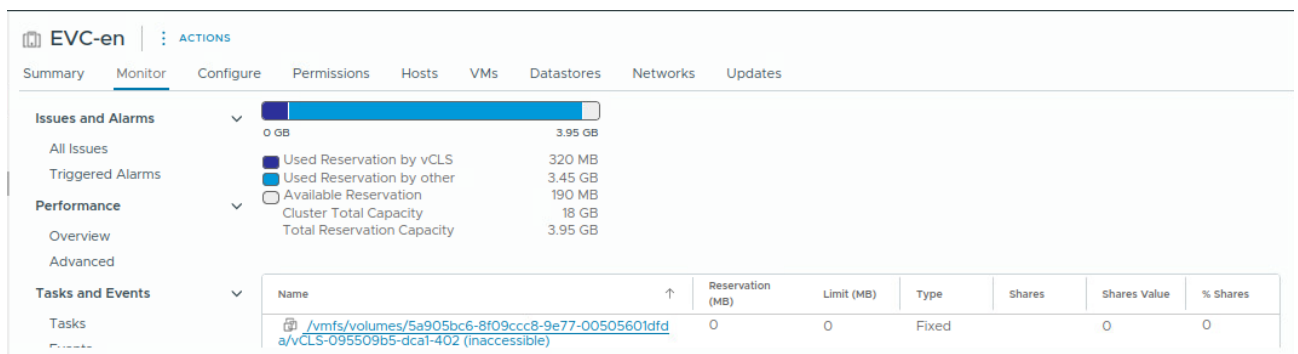 EVC-en ACTIONS
Summary Monitor Configure Permissions Hosts VMs Datastores Networks Updates
Issues and Alarms
All Issues
Triggered Alarms
Performance
Overview
Advanced
Tasks and Events
Tasks
Events
0 GB 3.95 GB
Used Reservation by vCLS 320 MB
Used Reservation by other 3.45 GB
Available Reservation 190 MB
Cluster Total Capacity 18 GB
Total Reservation Capacity 3.95 GB
Name Reservation (MB) Limit (MB) Type Shares Shares Value % Shares
/vmfs/volumes/5a905bc6-8f09ccc8-9e77-00505601dfd 0 0 Fixed 0 0
a/vCLS-095509b5-dca1-402 (inaccessible)